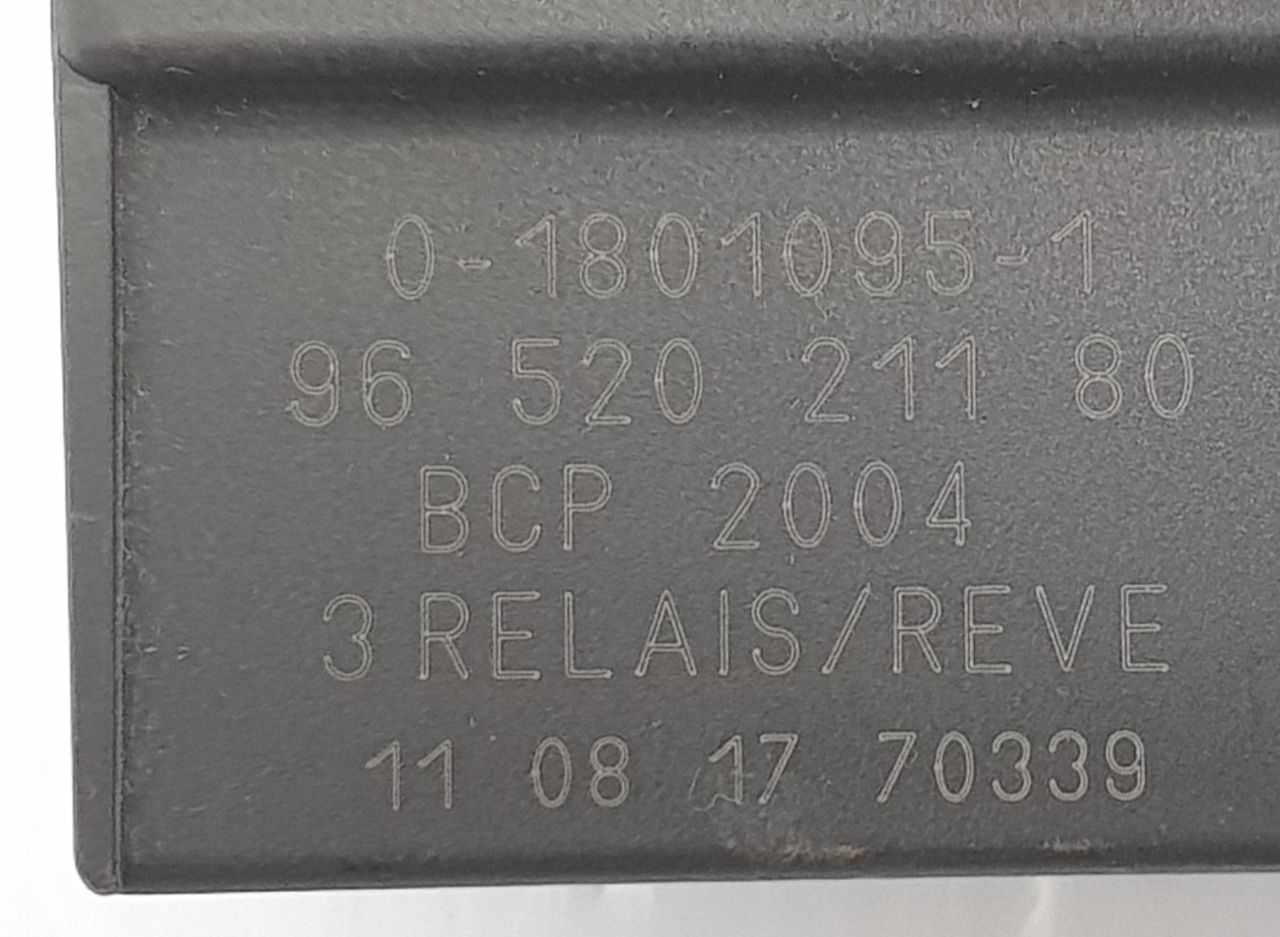 0-1801095-1
96 520 211 80
BCP 2004
3 RELAIS/REVE
11 08 17 70339